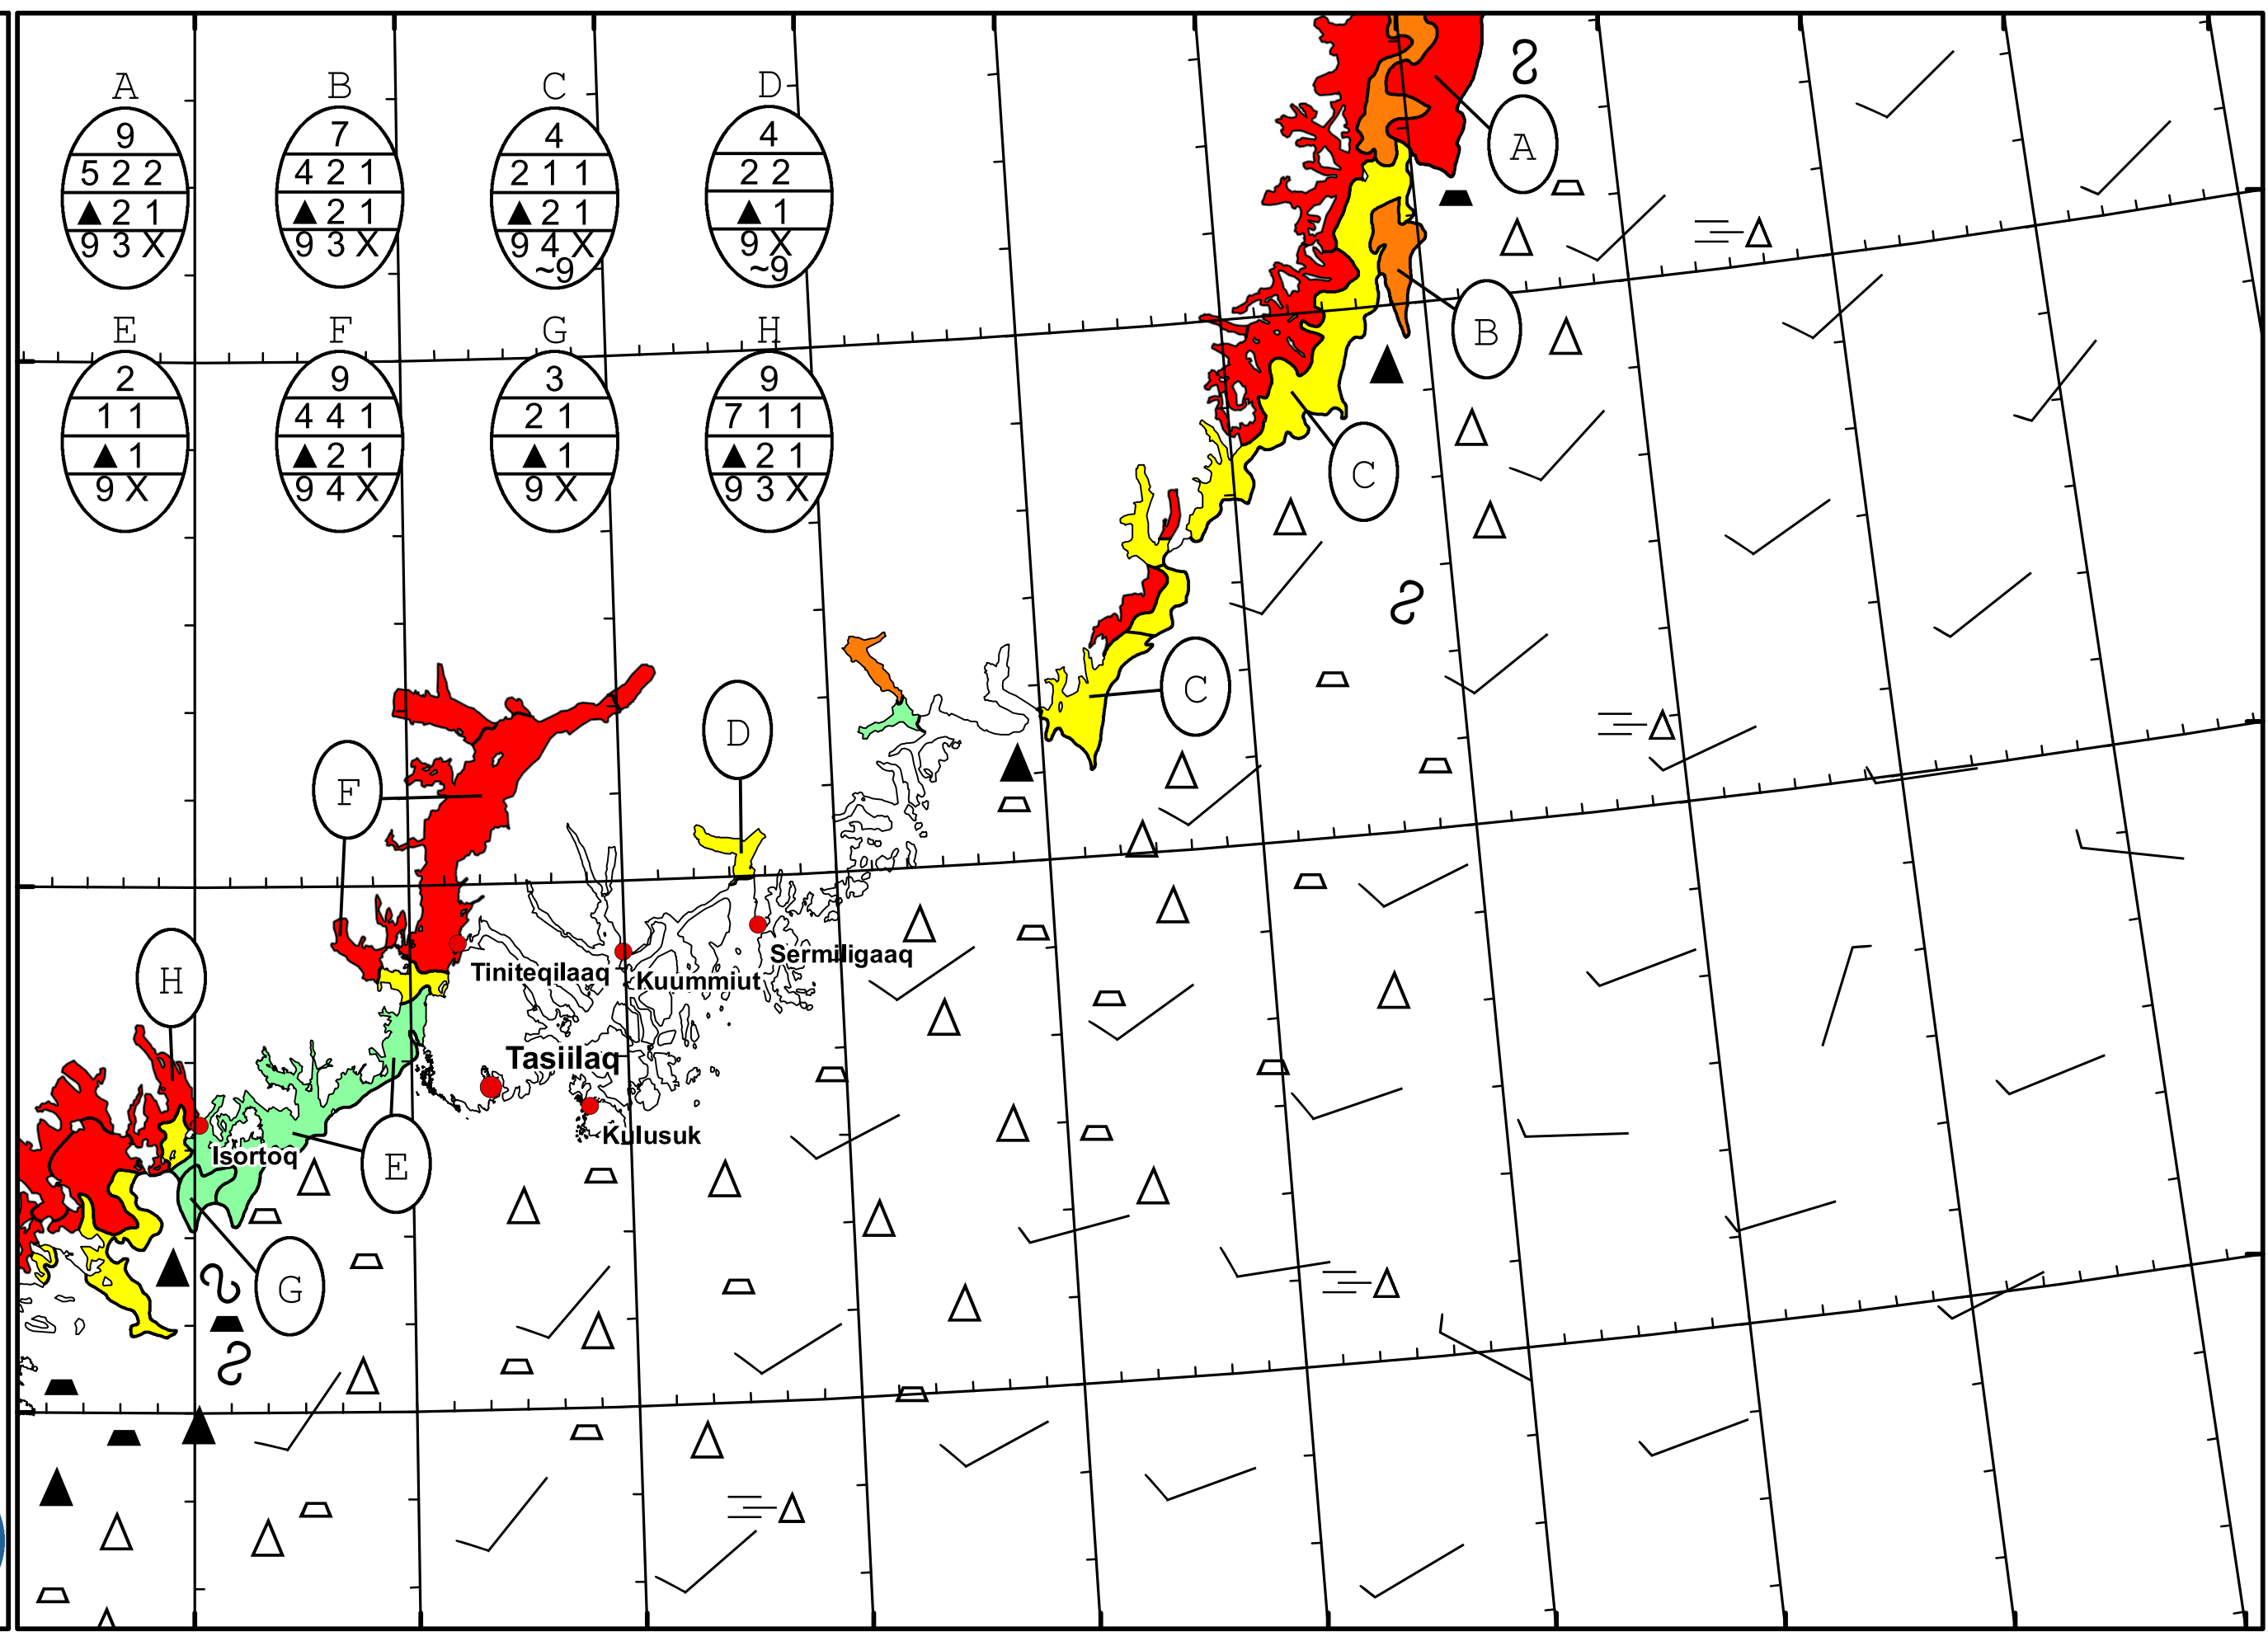 A B C D
9 7 4 4
5 2 2 4 2 1 2 1 1 2 2
▲ 2 1 ▲ 2 1 ▲ 2 1 ▲ 1
9 3 X 9 3 X 9 4 X 9 X
~9 ~9
E F G H
2 9 3 9
1 1 4 4 1 2 1 7 1 1
▲ 1 ▲ 2 1 ▲ 1 ▲ 2 1
9 X 9 4 X 9 X 9 3 X
A
B
C
C
D
F
Sermiligaaq
Tiniteqilaaq
Kuummiut
H
Tasiilaq
Kulusuk
Isortoq
E
G